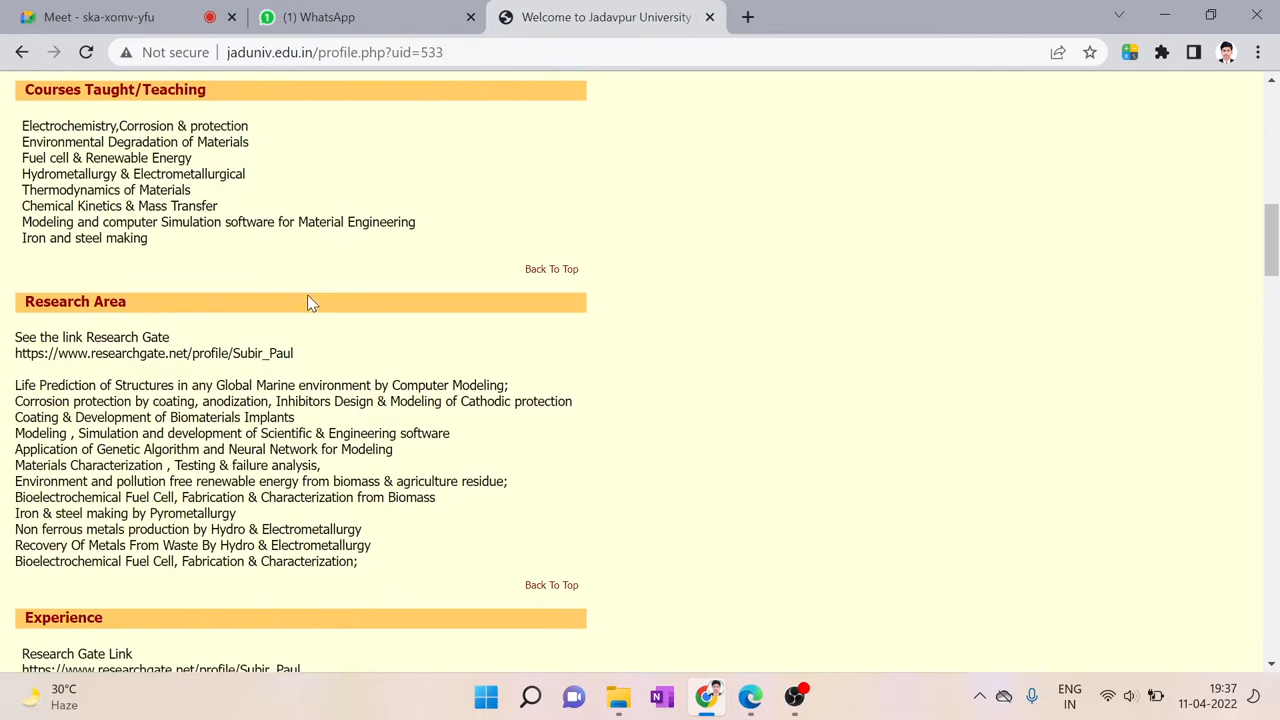 Meet - ska-xomv-yfu
(1) WhatsApp
Welcome to Jadavpur University
Not secure
jaduniv.edu.in/profile.php?uid=533
Courses Taught/Teaching
Electrochemistry,Corrosion & protection
Environmental Degradation of Materials
Fuel cell & Renewable Energy
Hydrometallurgy & Electrometallurgical
Thermodynamics of Materials
Chemical Kinetics & Mass Transfer
Modeling and computer Simulation software for Material Engineering
Iron and steel making
Back To Top
Research Area
See the link Research Gate
https://www.researchgate.net/profile/Subir_Paul
Life Prediction of Structures in any Global Marine environment by Computer Modeling;
Corrosion protection by coating, anodization, Inhibitors Design & Modeling of Cathodic protection
Coating & Development of Biomaterials Implants
Modeling , Simulation and development of Scientific & Engineering software
Application of Genetic Algorithm and Neural Network for Modeling
Materials Characterization , Testing & failure analysis,
Environment and pollution free renewable energy from biomass & agriculture residue;
Bioelectrochemical Fuel Cell, Fabrication & Characterization from Biomass
Iron & steel making by Pyrometallurgy
Non ferrous metals production by Hydro & Electrometallurgy
Recovery Of Metals From Waste By Hydro & Electrometallurgy
Bioelectrochemical Fuel Cell, Fabrication & Characterization;
Back To Top
Experience
Research Gate Link
https://www.researchgate.net/profile/Subir_Paul
30°C
Haze
ENG
IN
19:37
11-04-2022